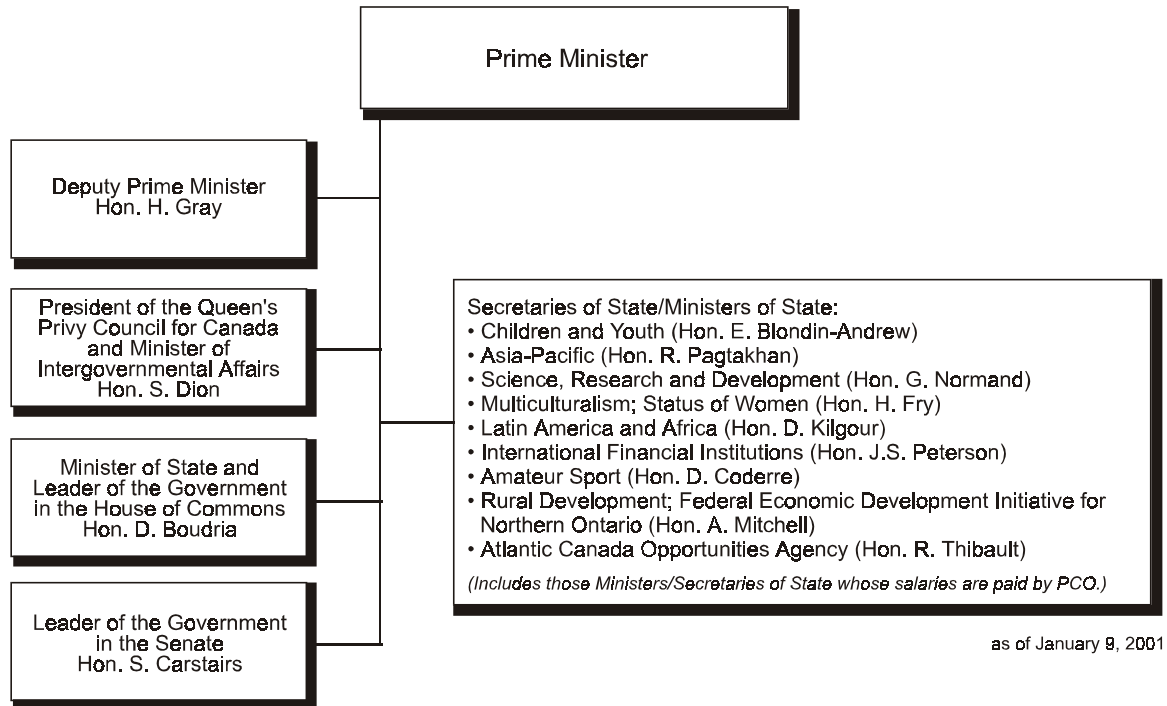 Prime Minister
Deputy Prime Minister
Hon. H. Gray
President of the Queen's
Privy Council for Canada
and Minister of
Intergovernmental Affairs
Hon. S. Dion
Minister of State and
Leader of the Government
in the House of Commons
Hon. D. Boudria
Leader of the Government
in the Senate
Hon. S. Carstairs
Secretaries of State/Ministers of State:
• Children and Youth (Hon. E. Blondin-Andrew)
• Asia-Pacific (Hon. R. Pagtakhan)
• Science, Research and Development (Hon. G. Normand)
• Multiculturalism; Status of Women (Hon. H. Fry)
• Latin America and Africa (Hon. D. Kilgour)
• International Financial Institutions (Hon. J.S. Peterson)
• Amateur Sport (Hon. D. Coderre)
• Rural Development; Federal Economic Development Initiative for
Northern Ontario (Hon. A. Mitchell)
• Atlantic Canada Opportunities Agency (Hon. R. Thibault)
(Includes those Ministers/Secretaries of State whose salaries are paid by PCO.)
as of January 9, 2001